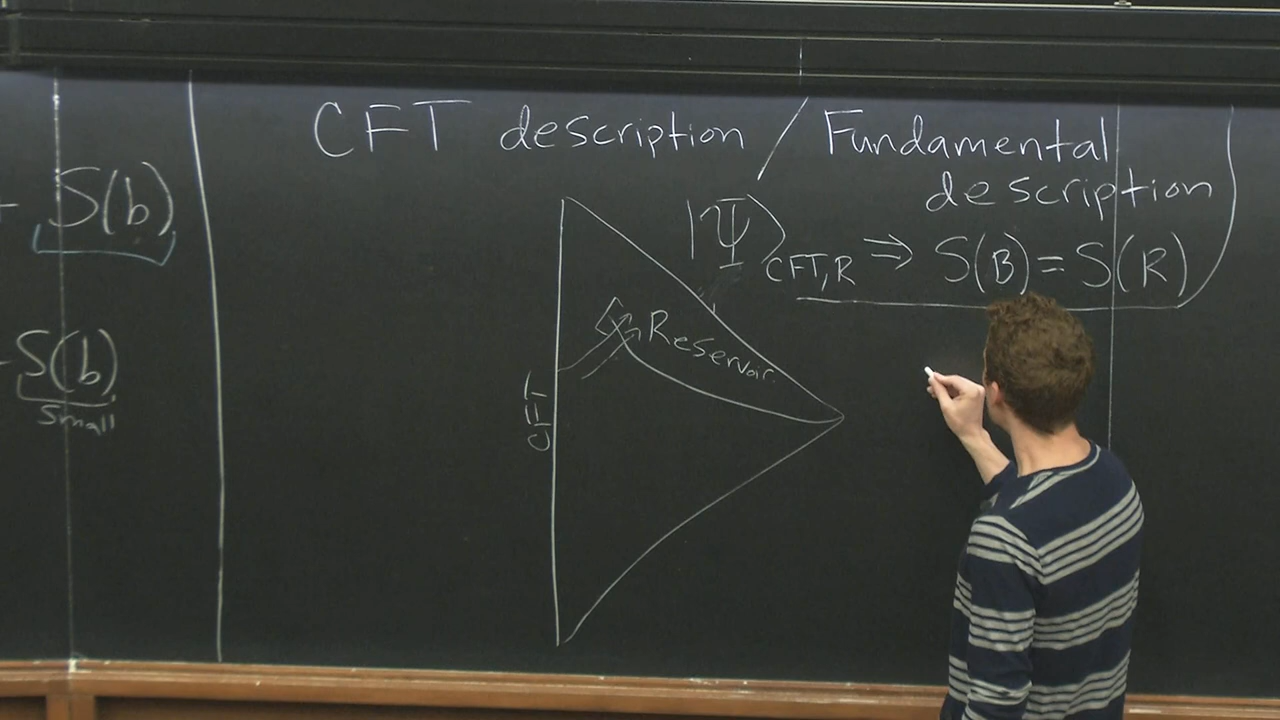 S(b)
S(b)
Small
CFT description / Fundamental
description
|Ψ⟩CFT,R ⇒ S(B) = S(R)
Reservoir
CFT